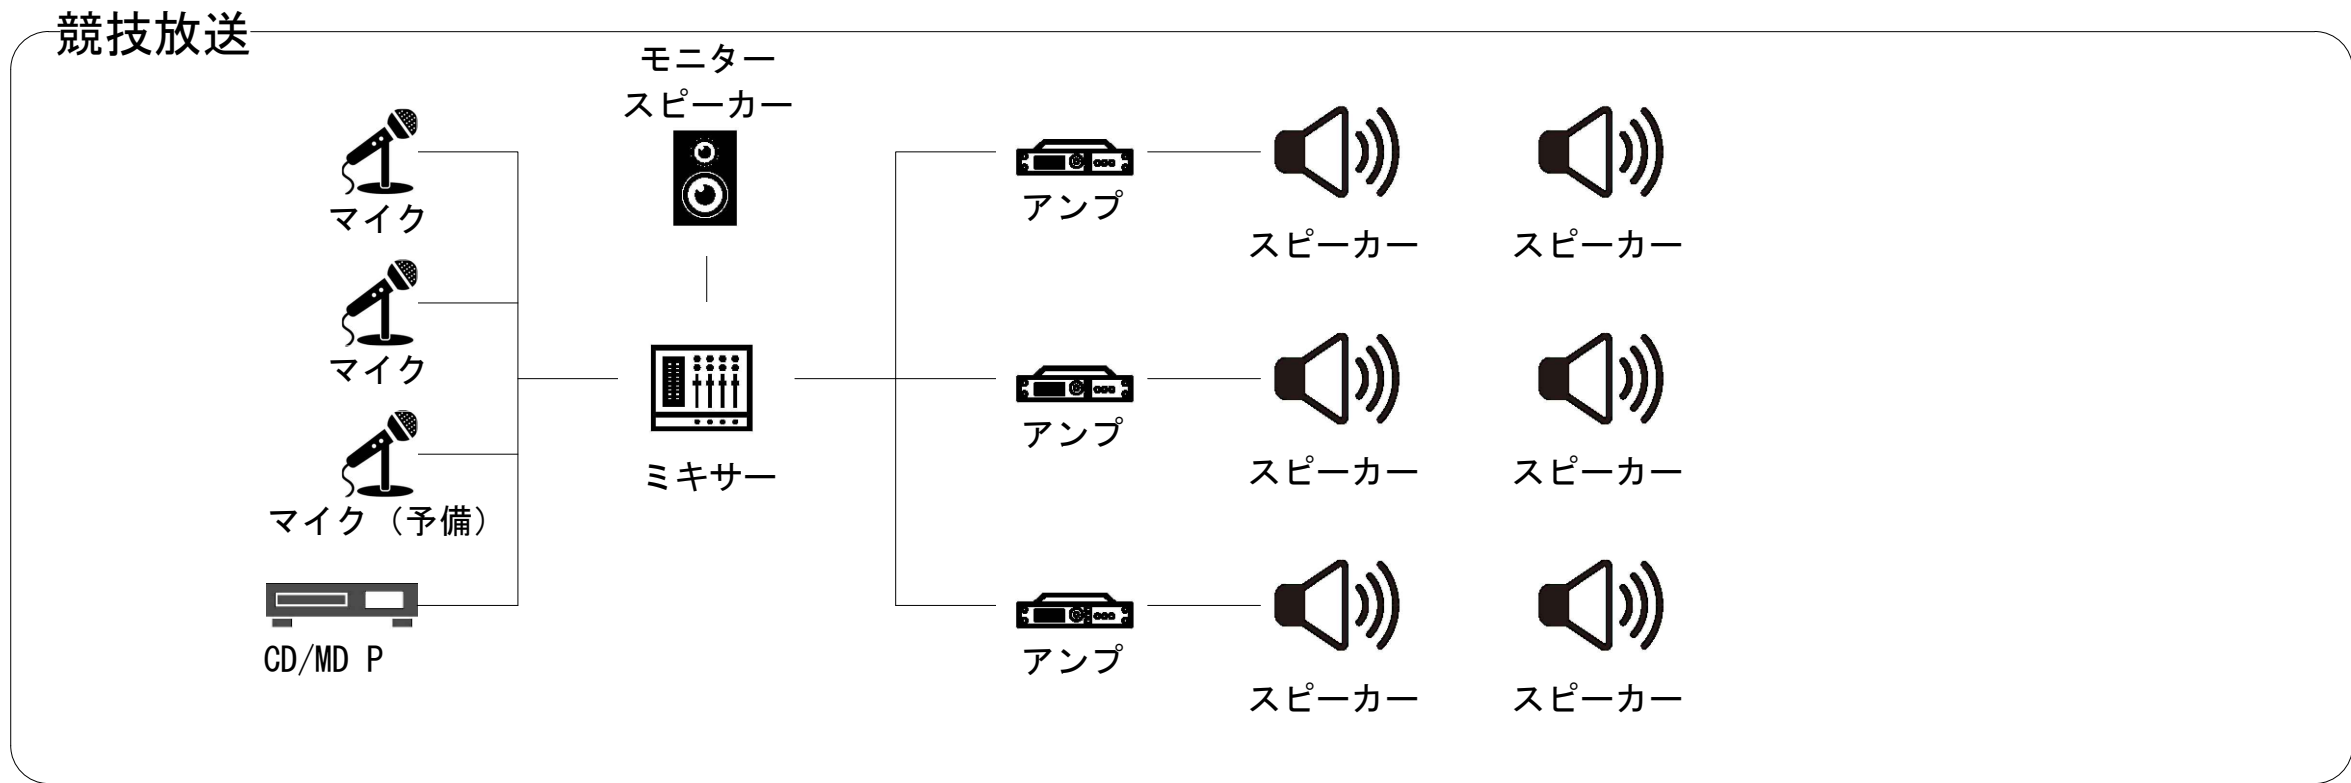 競技放送
モニター
スピーカー
マイク
アンプ
スピーカー
スピーカー
マイク
アンプ
スピーカー
スピーカー
ミキサー
マイク（予備）
CD/MD P
アンプ
スピーカー
スピーカー